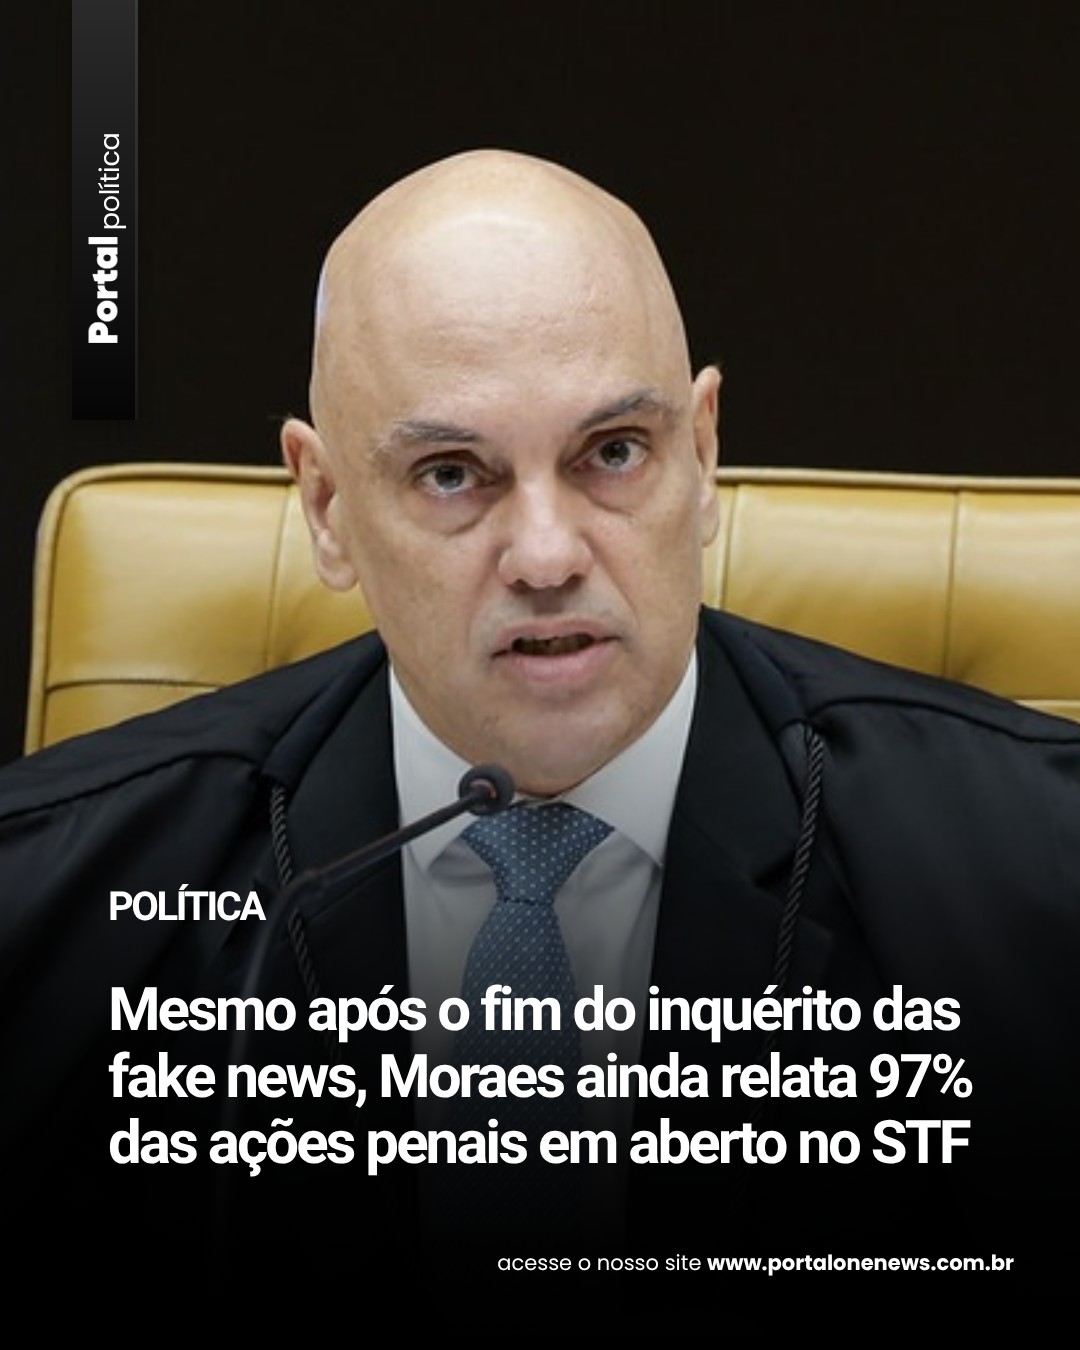 Portal política
POLÍTICA
Mesmo após o fim do inquérito das
fake news, Moraes ainda relata 97%
das ações penais em aberto no STF
acesse o nosso site www.portalonenews.com.br